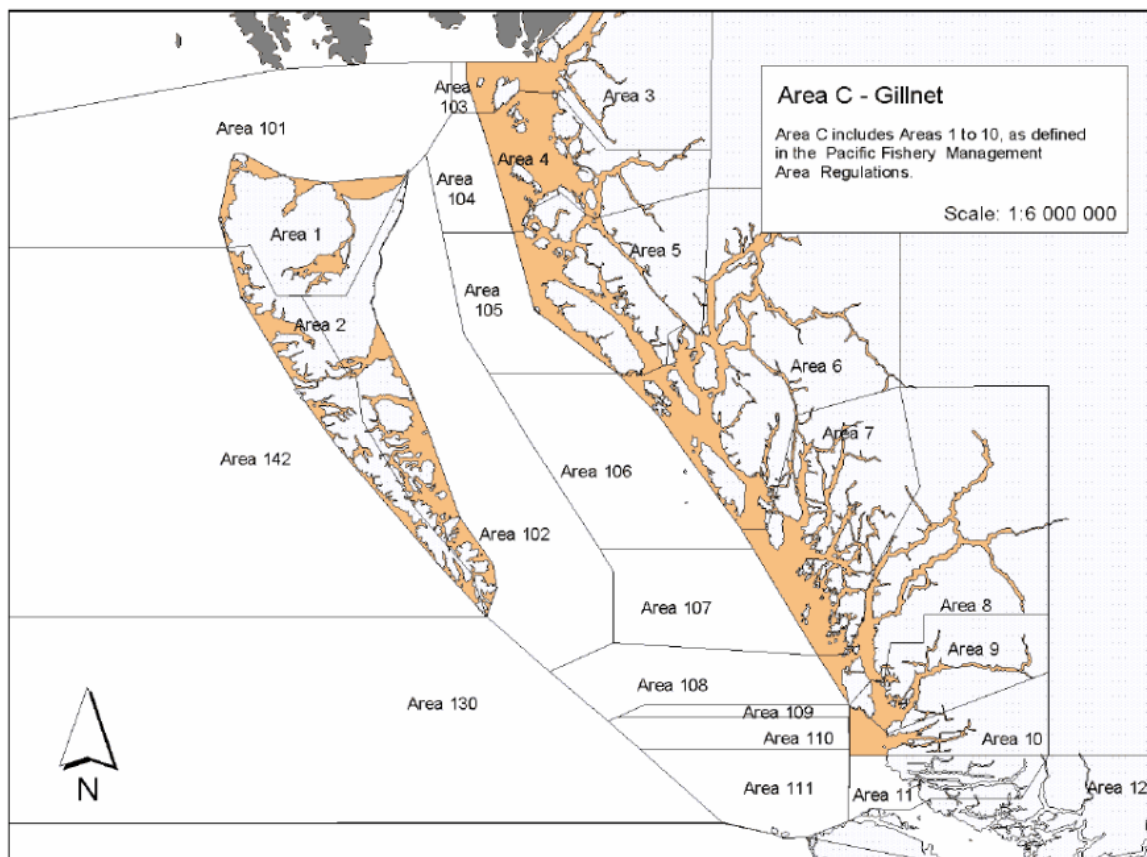 Area 3
Area 103
Area C - Gillnet
Area C includes Areas 1 to 10, as defined
in the Pacific Fishery Management
Area Regulations.
Scale: 1:6 000 000
Area 101
Area 4
Area
104
Area 1
Area 5
Area
105
Area 2
Area 6
Area 7
Area 142
Area 106
Area 102
Area 107
Area 8
Area 9
Area 108
Area 130
Area 109
Area 110
Area 10
Area 111
Area 11
Area 12
N